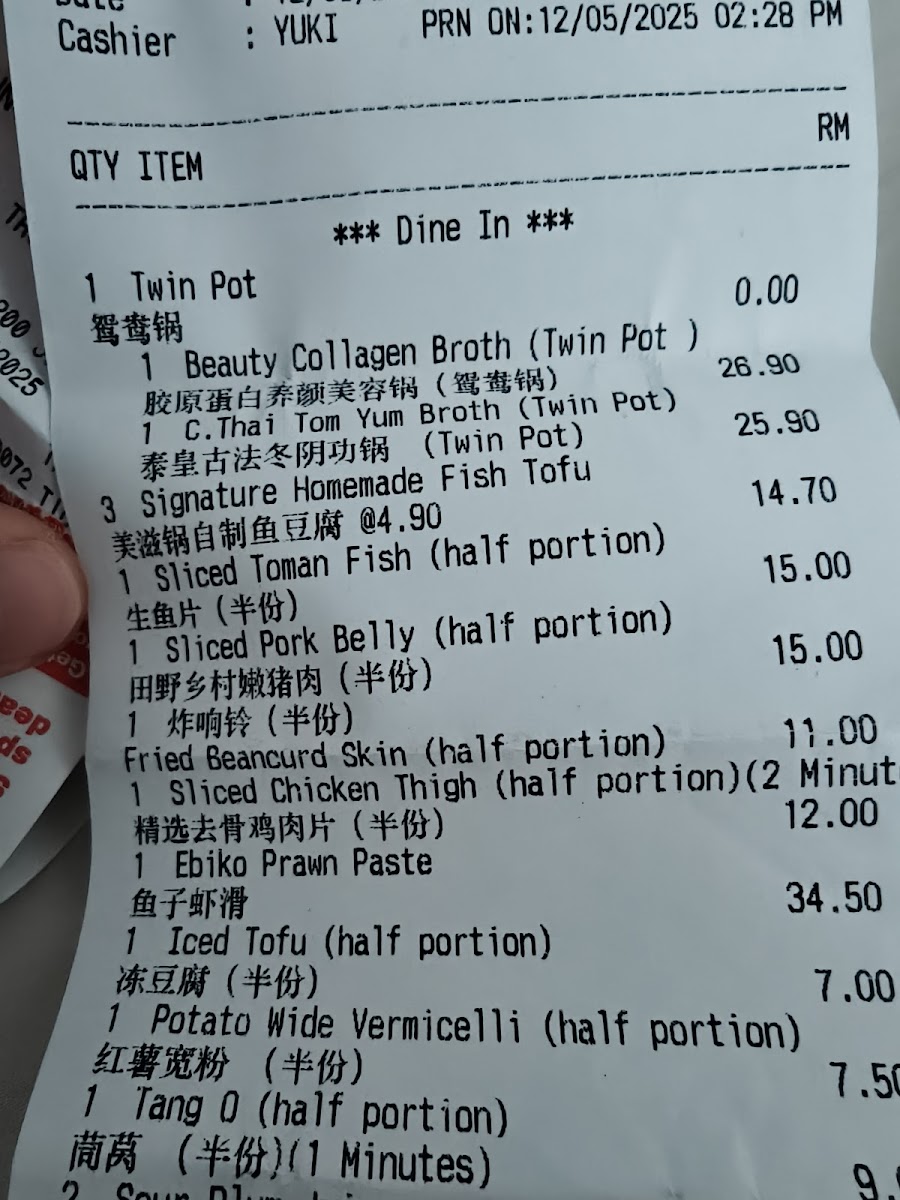 Cashier : YUKI PRN ON:12/05/2025 02:28 PM
RM
QTY ITEM
*** Dine In ***
1 Twin Pot 0.00
鸳鸯锅
1 Beauty Collagen Broth (Twin Pot ) 26.90
胶原蛋白养颜美容锅 (鸳鸯锅)
1 C.Thai Tom Yum Broth (Twin Pot) 25.90
泰皇古法冬阴功锅 (Twin Pot)
3 Signature Homemade Fish Tofu 14.70
美滋锅自制鱼豆腐 @4.90
1 Sliced Toman Fish (half portion) 15.00
生鱼片 (半份)
1 Sliced Pork Belly (half portion) 15.00
田野乡村嫩猪肉 (半份)
1 炸响铃 (半份) 11.00
Fried Beancurd Skin (half portion)
1 Sliced Chicken Thigh (half portion)(2 Minut
精选去骨鸡肉片 (半份) 12.00
1 Ebiko Prawn Paste
鱼子虾滑 34.50
1 Iced Tofu (half portion)
冻豆腐 (半份) 7.00
1 Potato Wide Vermicelli (half portion)
红薯宽粉 (半份) 7.50
1 Tang O (half portion)
茼莴 (半份)(1 Minutes)
9.
2 Sour Plum